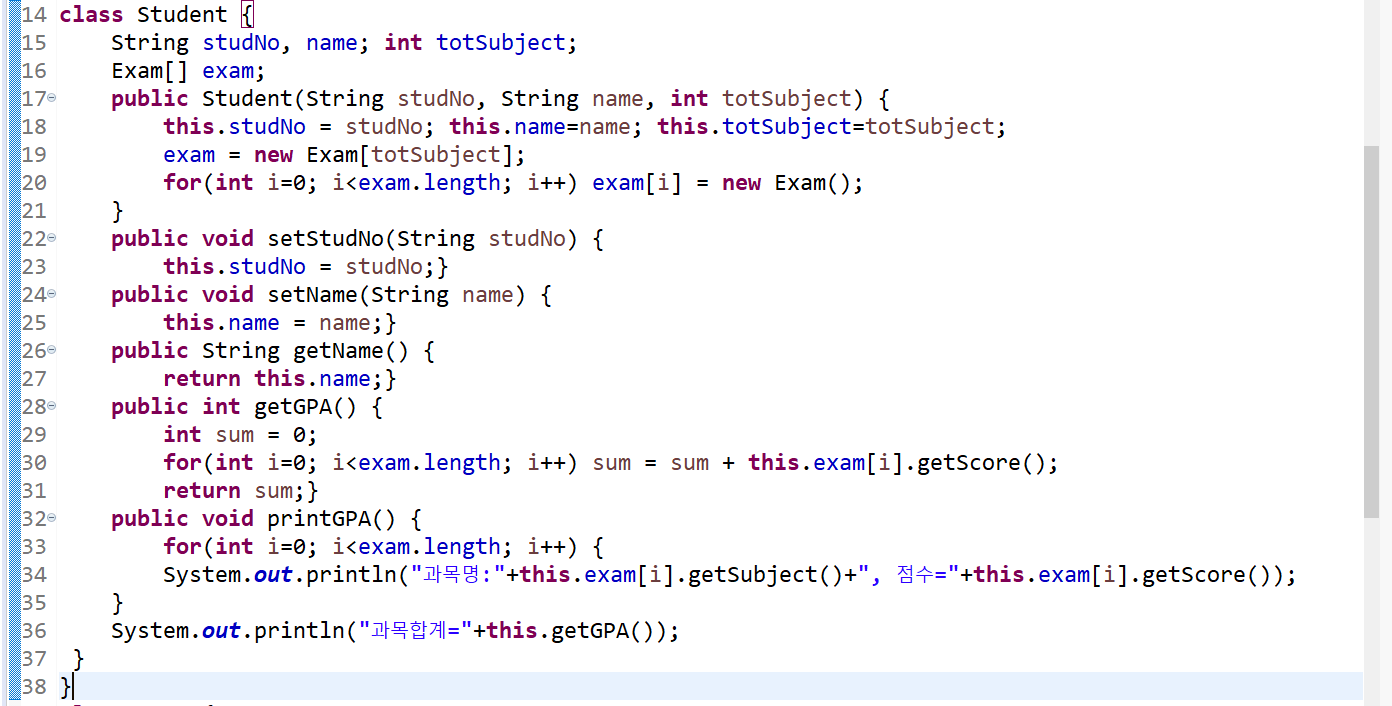 14 class Student {
15     String studNo, name; int totSubject;
16     Exam[] exam;
17     public Student(String studNo, String name, int totSubject) {
18         this.studNo = studNo; this.name=name; this.totSubject=totSubject;
19         exam = new Exam[totSubject];
20         for(int i=0; i<exam.length; i++) exam[i] = new Exam();
21     }
22     public void setStudNo(String studNo) {
23         this.studNo = studNo;}
24     public void setName(String name) {
25         this.name = name;}
26     public String getName() {
27         return this.name;}
28     public int getGPA() {
29         int sum = 0;
30         for(int i=0; i<exam.length; i++) sum = sum + this.exam[i].getScore();
31         return sum;}
32     public void printGPA() {
33         for(int i=0; i<exam.length; i++) {
34         System.out.println("과목명:"+this.exam[i].getSubject()+", 점수="+this.exam[i].getScore());
35     }
36     System.out.println("과목합계="+this.getGPA());
37  }
38 }